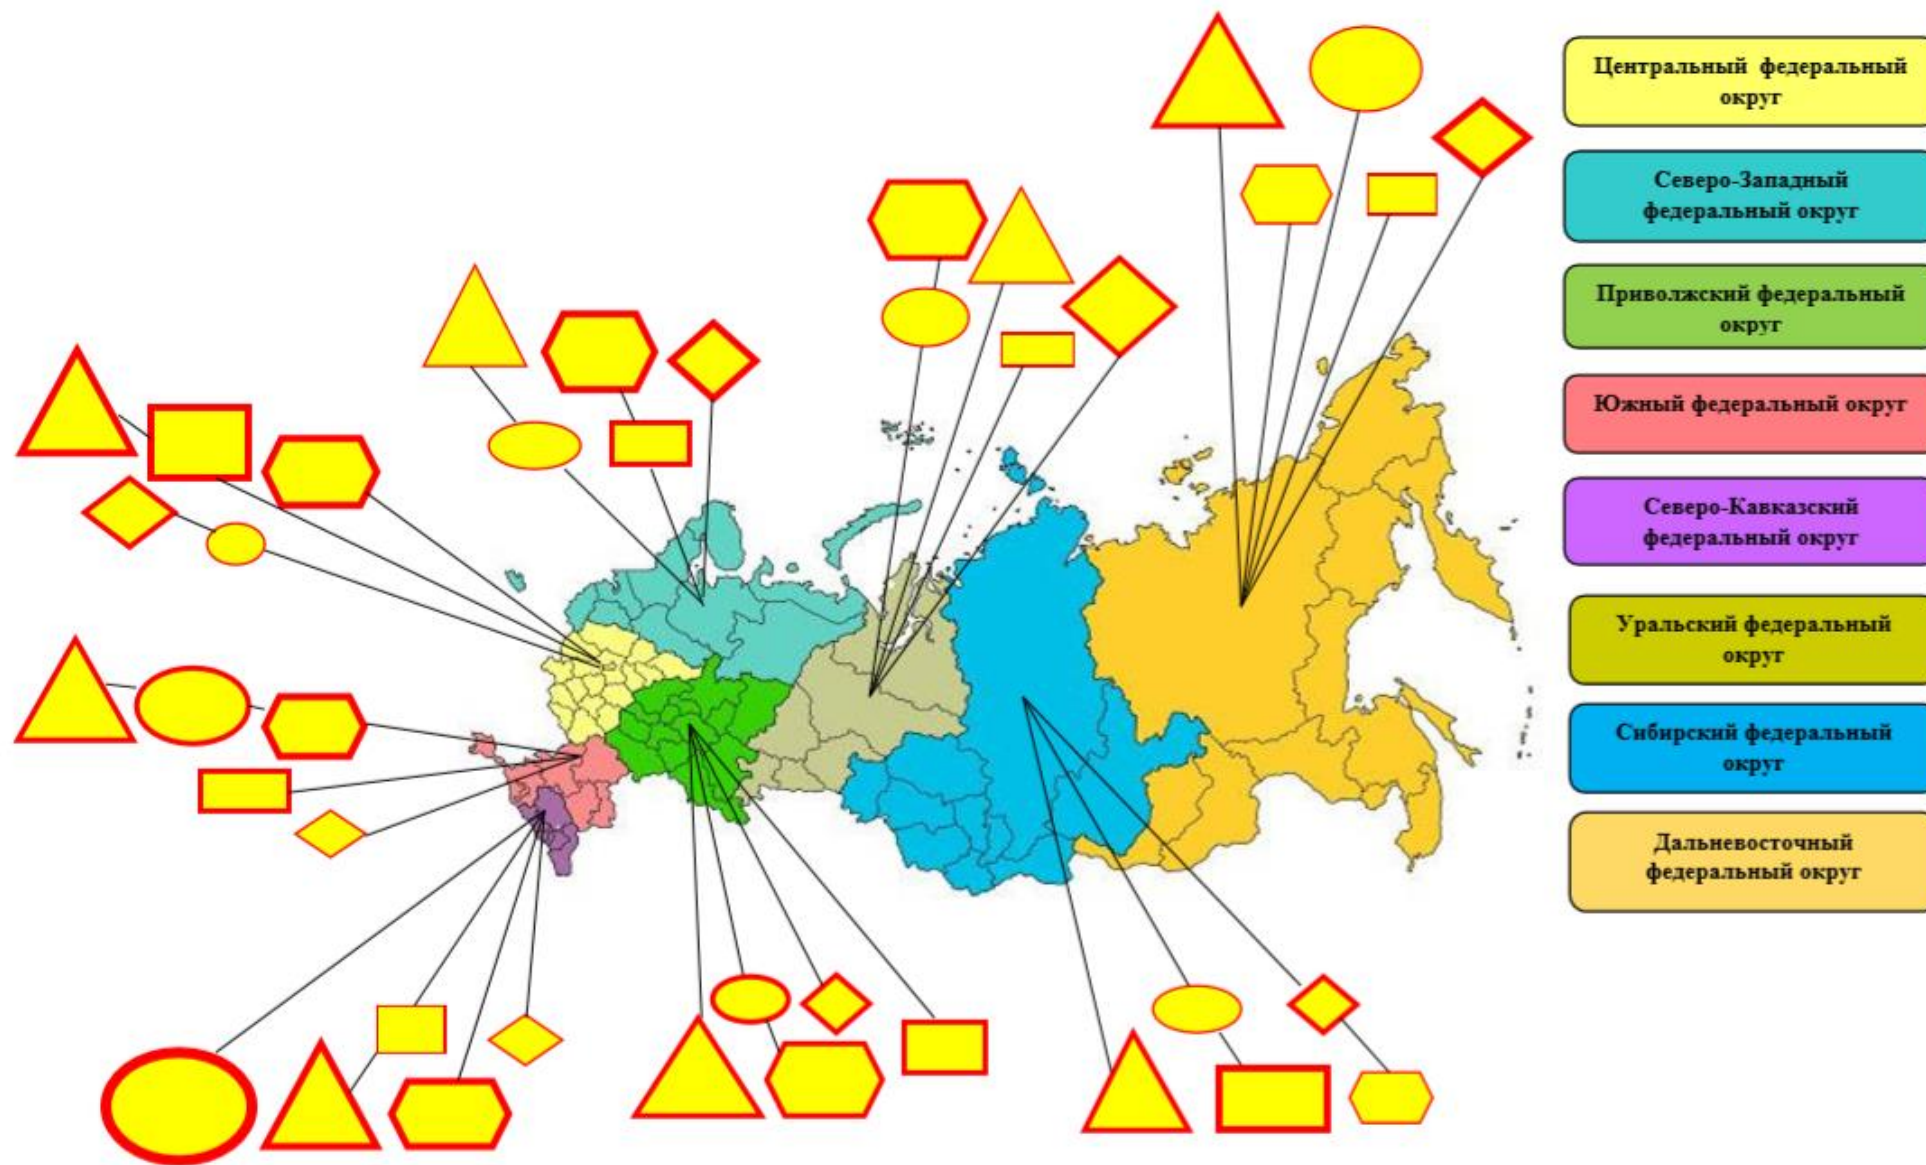 Центральный федеральный
округ
Северо-Западный
федеральный округ
Приволжский федеральный
округ
Южный федеральный округ
Северо-Кавказский
федеральный округ
Уральский федеральный
округ
Сибирский федеральный
округ
Дальневосточный
федеральный округ